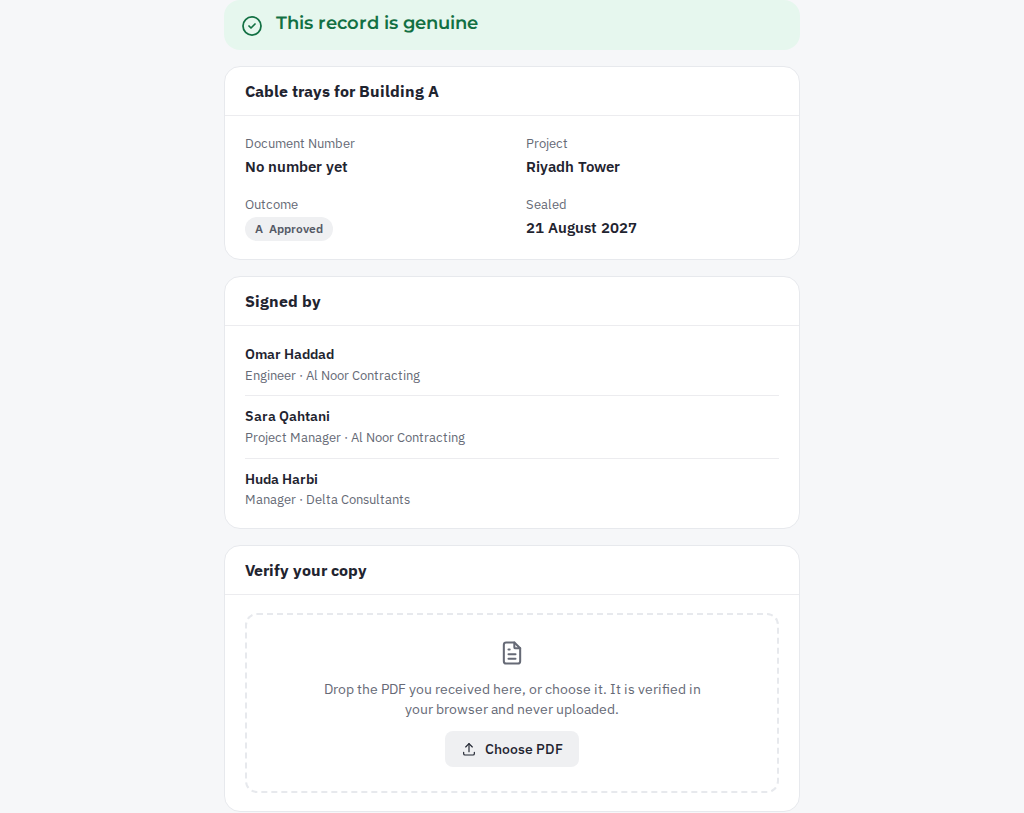 This record is genuine
Cable trays for Building A
Document Number
No number yet
Project
Riyadh Tower
Outcome
A Approved
Sealed
21 August 2027
Signed by
Omar Haddad
Engineer · Al Noor Contracting
Sara Qahtani
Project Manager · Al Noor Contracting
Huda Harbi
Manager · Delta Consultants
Verify your copy
Drop the PDF you received here, or choose it. It is verified in
your browser and never uploaded.
Choose PDF